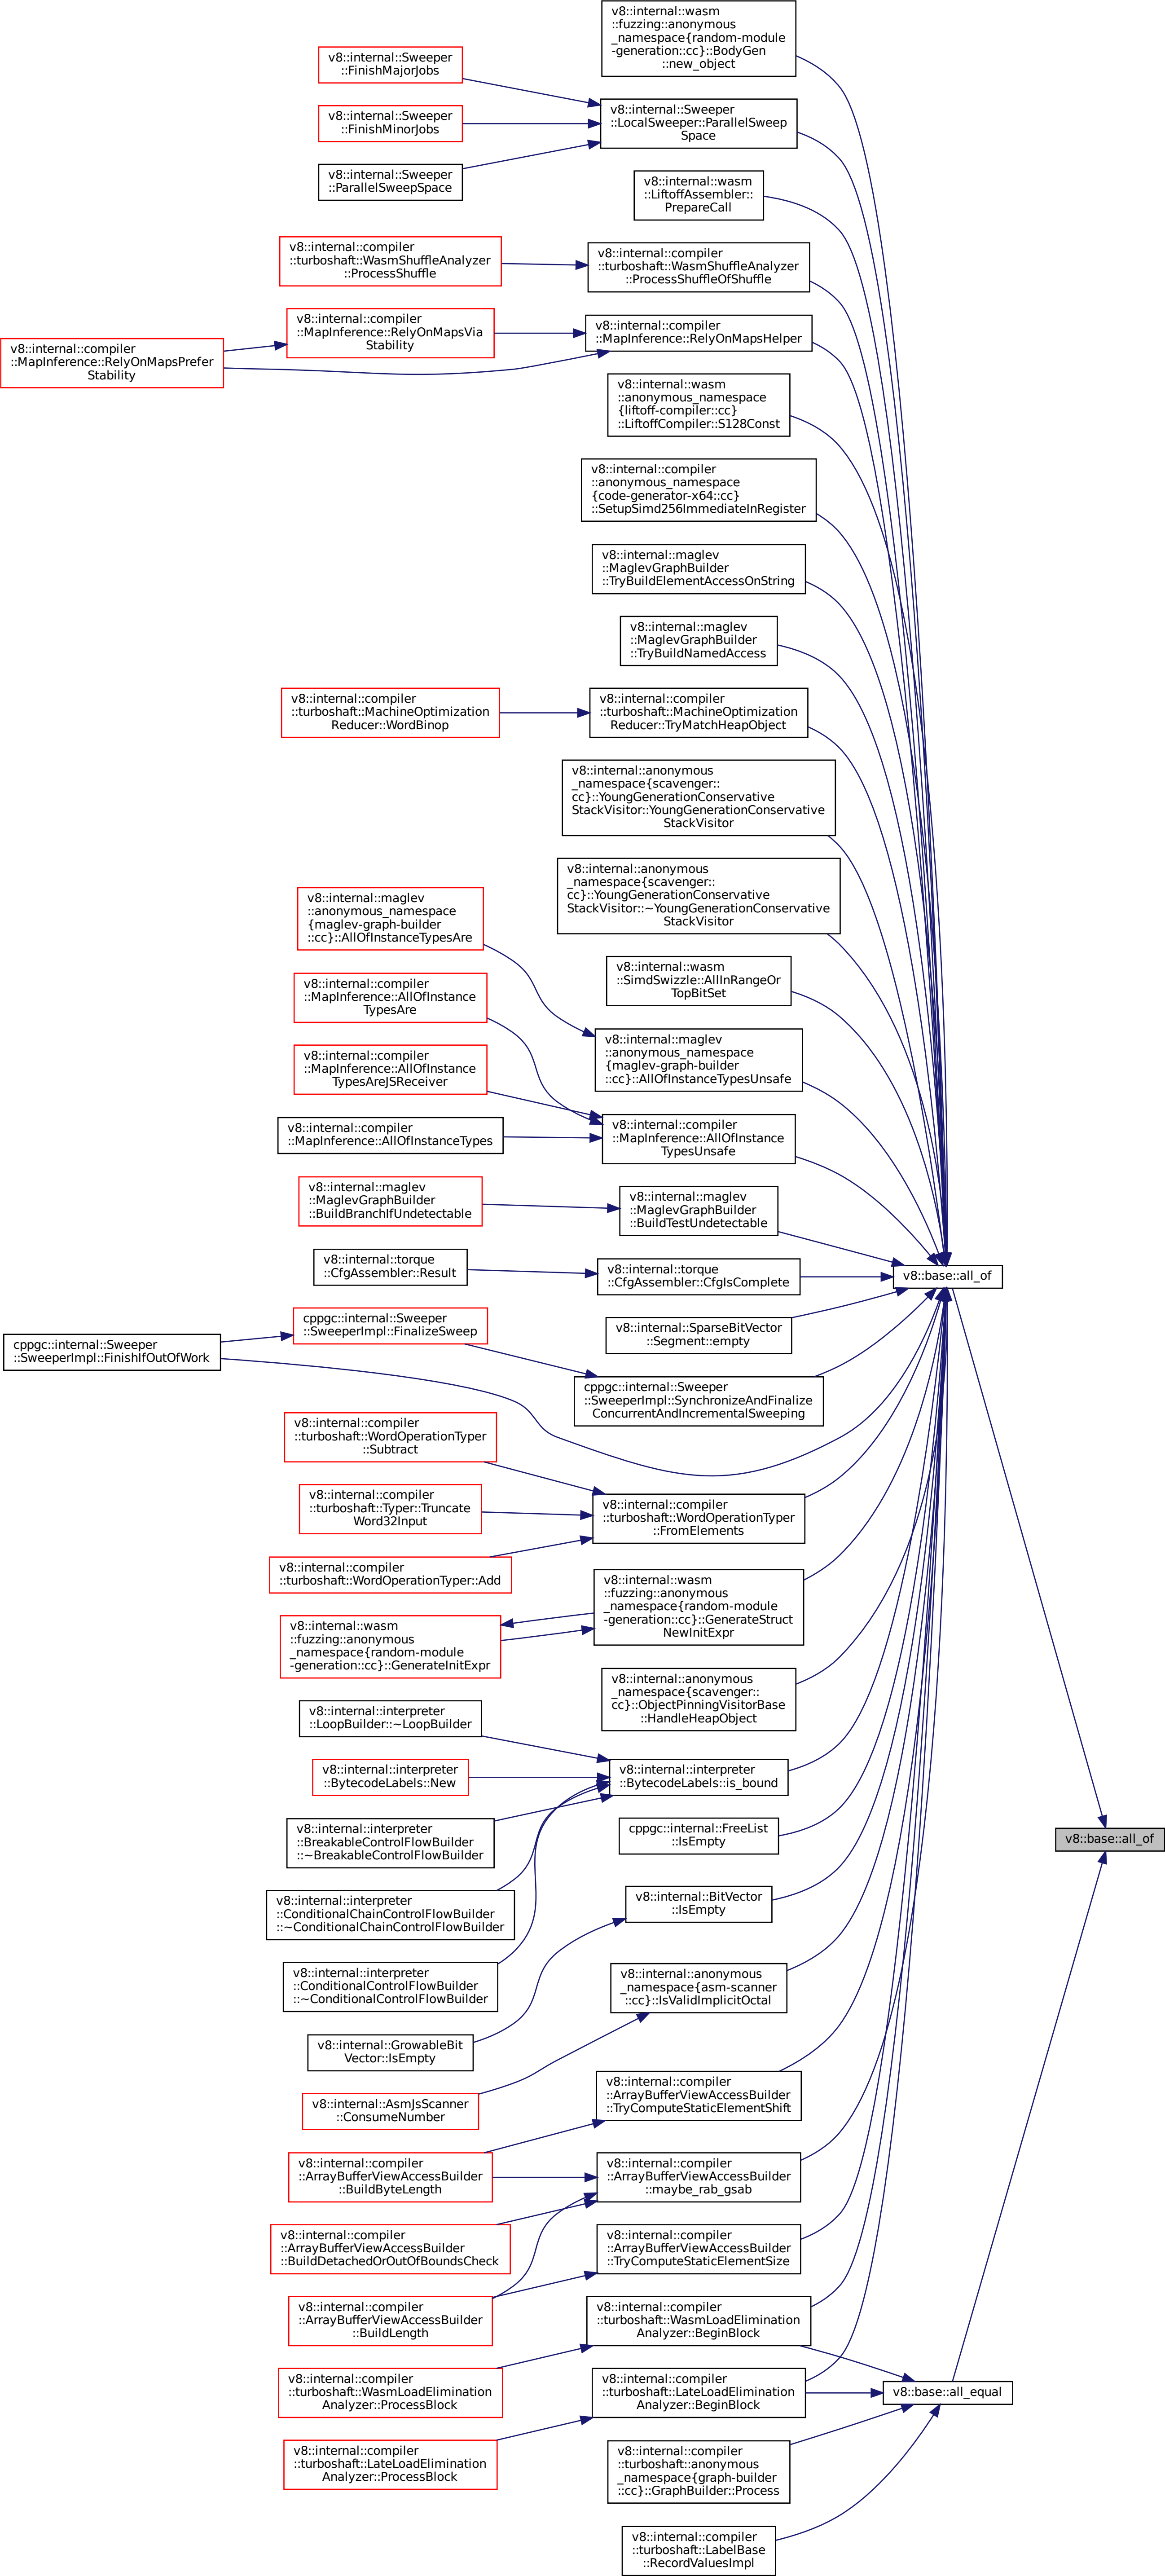 v8::internal::wasm
::fuzzing::anonymous
_namespace{random-module
-generation::cc}::BodyGen
::new_object
v8::internal::Sweeper
::FinishMajorJobs
v8::internal::Sweeper
::LocalSweeper::ParallelSweep
Space
v8::internal::Sweeper
::FinishMinorJobs
v8::internal::Sweeper
::ParallelSweepSpace
v8::internal::wasm
::LiftoffAssembler::
PrepareCall
v8::internal::compiler
::turboshaft::WasmShuffleAnalyzer
::ProcessShuffle
v8::internal::compiler
::turboshaft::WasmShuffleAnalyzer
::ProcessShuffleOfShuffle
v8::internal::compiler
::MapInference::RelyOnMapsPrefer
Stability
v8::internal::compiler
::MapInference::RelyOnMapsVia
Stability
v8::internal::compiler
::MapInference::RelyOnMapsHelper
v8::internal::wasm
::anonymous_namespace
{liftoff-compiler::cc}
::LiftoffCompiler::S128Const
v8::internal::compiler
::anonymous_namespace
{code-generator-x64::cc}
::SetupSimd256ImmediateInRegister
v8::internal::maglev
::MaglevGraphBuilder
::TryBuildElementAccessOnString
v8::internal::maglev
::MaglevGraphBuilder
::TryBuildNamedAccess
v8::internal::compiler
::turboshaft::MachineOptimization
Reducer::WordBinop
v8::internal::compiler
::turboshaft::MachineOptimization
Reducer::TryMatchHeapObject
v8::internal::anonymous
_namespace{scavenger::
cc}::YoungGenerationConservative
StackVisitor::YoungGenerationConservative
StackVisitor
v8::internal::anonymous
_namespace{scavenger::
cc}::YoungGenerationConservative
StackVisitor::~YoungGenerationConservative
StackVisitor
v8::internal::maglev
::anonymous_namespace
{maglev-graph-builder
::cc}::AllOfInstanceTypesAre
v8::internal::wasm
::SimdSwizzle::AllInRangeOr
TopBitSet
v8::internal::compiler
::MapInference::AllOfInstance
TypesAre
v8::internal::maglev
::anonymous_namespace
{maglev-graph-builder
::cc}::AllOfInstanceTypesUnsafe
v8::internal::compiler
::MapInference::AllOfInstance
TypesAreJSReceiver
v8::internal::compiler
::MapInference::AllOfInstanceTypes
v8::internal::compiler
::MapInference::AllOfInstance
TypesUnsafe
v8::internal::maglev
::MaglevGraphBuilder
::BuildBranchIfUndetectable
v8::internal::maglev
::MaglevGraphBuilder
::BuildTestUndetectable
v8::internal::torque
::CfgAssembler::Result
v8::internal::torque
::CfgAssembler::CfgIsComplete
v8::base::all_of
v8::internal::SparseBitVector
::Segment::empty
cppgc::internal::Sweeper
::SweeperImpl::FinishIfOutOfWork
cppgc::internal::Sweeper
::SweeperImpl::FinalizeSweep
cppgc::internal::Sweeper
::SweeperImpl::SynchronizeAndFinalize
ConcurrentAndIncrementalSweeping
v8::internal::compiler
::turboshaft::WordOperationTyper
::Subtract
v8::internal::compiler
::turboshaft::Typer::Truncate
Word32Input
v8::internal::compiler
::turboshaft::WordOperationTyper
::FromElements
v8::internal::compiler
::turboshaft::WordOperationTyper::Add
v8::internal::wasm
::fuzzing::anonymous
_namespace{random-module
-generation::cc}::GenerateInitExpr
v8::internal::wasm
::fuzzing::anonymous
_namespace{random-module
-generation::cc}::GenerateStruct
NewInitExpr
v8::internal::anonymous
_namespace{scavenger::
cc}::ObjectPinningVisitorBase
::HandleHeapObject
v8::internal::interpreter
::LoopBuilder::~LoopBuilder
v8::internal::interpreter
::BytecodeLabels::New
v8::internal::interpreter
::BytecodeLabels::is_bound
v8::internal::interpreter
::BreakableControlFlowBuilder
::~BreakableControlFlowBuilder
cppgc::internal::FreeList
::IsEmpty
v8::base::all_of
v8::internal::interpreter
::ConditionalChainControlFlowBuilder
::~ConditionalChainControlFlowBuilder
v8::internal::BitVector
::IsEmpty
v8::internal::interpreter
::ConditionalControlFlowBuilder
::~ConditionalControlFlowBuilder
v8::internal::anonymous
_namespace{asm-scanner
::cc}::IsValidImplicitOctal
v8::internal::GrowableBit
Vector::IsEmpty
v8::internal::AsmJsScanner
::ConsumeNumber
v8::internal::compiler
::ArrayBufferViewAccessBuilder
::TryComputeStaticElementShift
v8::internal::compiler
::ArrayBufferViewAccessBuilder
::BuildByteLength
v8::internal::compiler
::ArrayBufferViewAccessBuilder
::maybe_rab_gsab
v8::internal::compiler
::ArrayBufferViewAccessBuilder
::BuildDetachedOrOutOfBoundsCheck
v8::internal::compiler
::ArrayBufferViewAccessBuilder
::TryComputeStaticElementSize
v8::internal::compiler
::ArrayBufferViewAccessBuilder
::BuildLength
v8::internal::compiler
::turboshaft::WasmLoadElimination
Analyzer::BeginBlock
v8::internal::compiler
::turboshaft::WasmLoadElimination
Analyzer::ProcessBlock
v8::internal::compiler
::turboshaft::LateLoadElimination
Analyzer::BeginBlock
v8::base::all_equal
v8::internal::compiler
::turboshaft::LateLoadElimination
Analyzer::ProcessBlock
v8::internal::compiler
::turboshaft::anonymous
_namespace{graph-builder
::cc}::GraphBuilder::Process
v8::internal::compiler
::turboshaft::LabelBase
::RecordValuesImpl